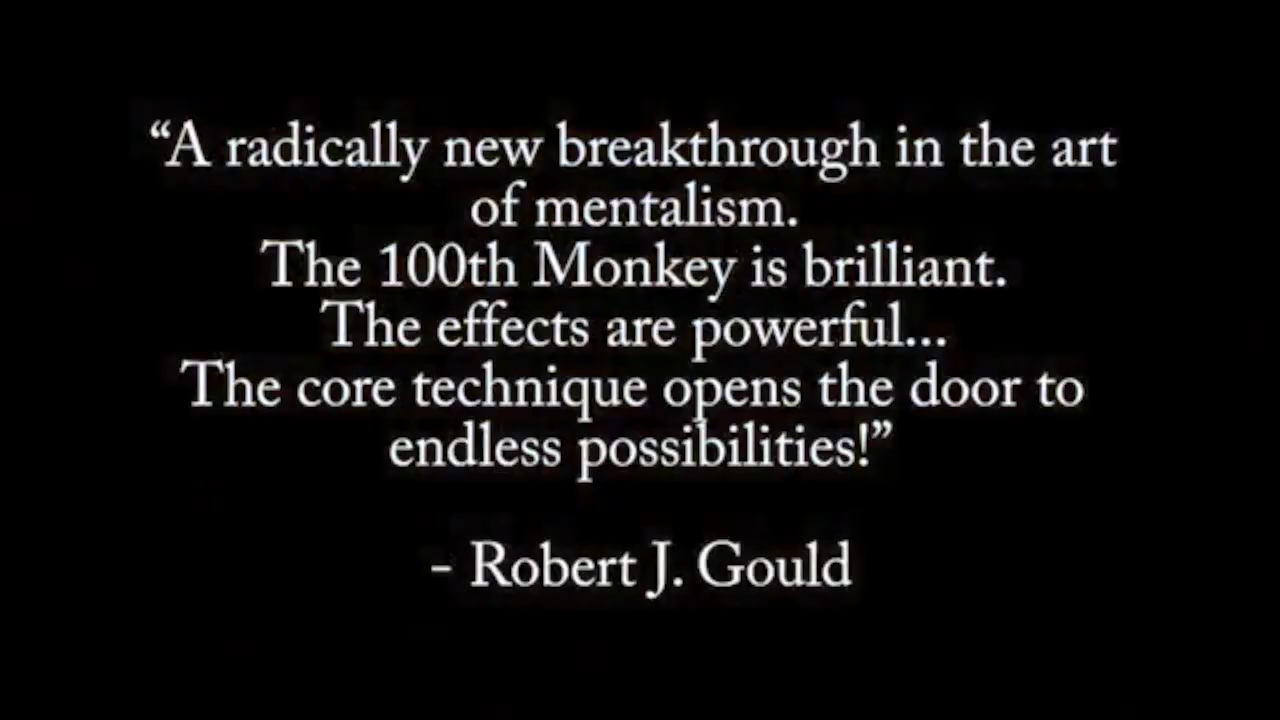 “A radically new breakthrough in the art
of mentalism.
The 100th Monkey is brilliant.
The effects are powerful...
The core technique opens the door to
endless possibilities!”
- Robert J. Gould